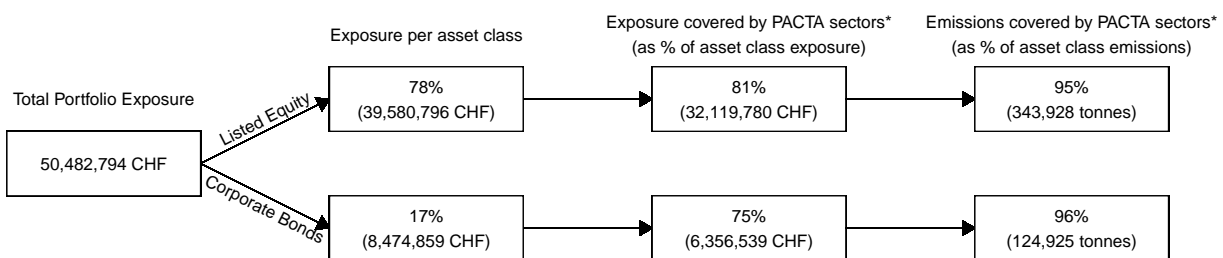 Total Portfolio Exposure
50,482,794 CHF
Listed Equity
Corporate Bonds
Exposure per asset class
78%
(39,580,796 CHF)
17%
(8,474,859 CHF)
Exposure covered by PACTA sectors*
(as % of asset class exposure)
81%
(32,119,780 CHF)
75%
(6,356,539 CHF)
Emissions covered by PACTA sectors*
(as % of asset class emissions)
95%
(343,928 tonnes)
96%
(124,925 tonnes)